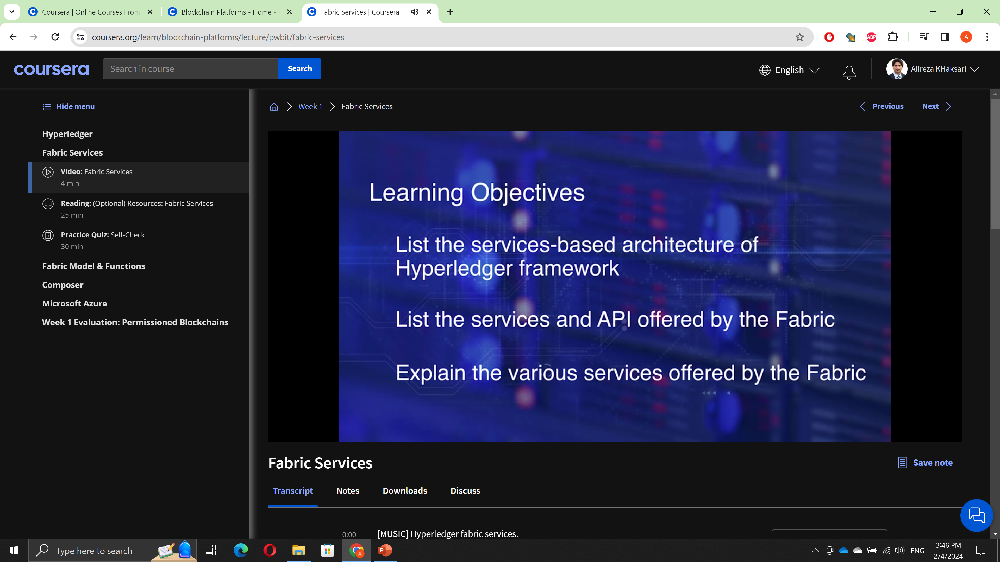 Coursera | Online Courses From
Blockchain Platforms - Home -
Fabric Services | Coursera
coursera.org/learn/blockchain-platforms/lecture/pwbit/fabric-services
ABP
A
coursera
Search in course
Search
English
Alireza KHaksari
Hide menu
Hyperledger
Fabric Services
Video: Fabric Services
4 min
Reading: (Optional) Resources: Fabric Services
25 min
Practice Quiz: Self-Check
30 min
Fabric Model & Functions
Composer
Microsoft Azure
Week 1 Evaluation: Permissioned Blockchains
Week 1
Fabric Services
Previous
Next
Learning Objectives
List the services-based architecture of
Hyperledger framework
List the services and API offered by the Fabric
Explain the various services offered by the Fabric
Fabric Services
Save note
Transcript
Notes
Downloads
Discuss
0:00
[MUSIC] Hyperledger fabric services.
Type here to search
A
P
ENG
3:46 PM
2/4/2024